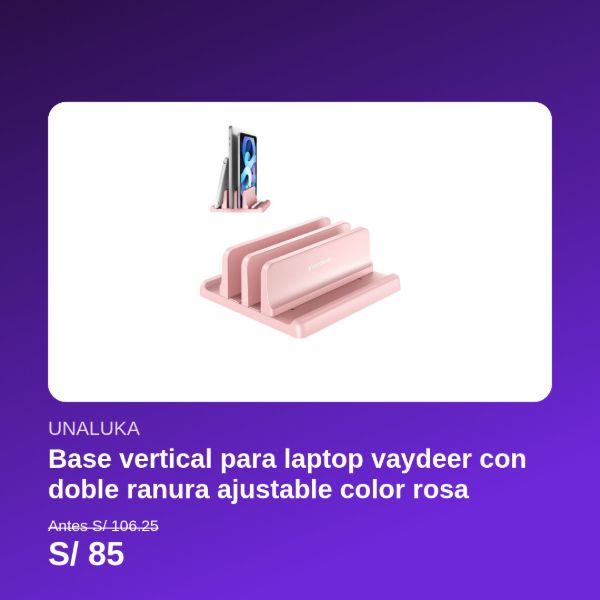 UNALUKA
Base vertical para laptop vaydeer con
doble ranura ajustable color rosa
Antes S/ 106.25
S/ 85